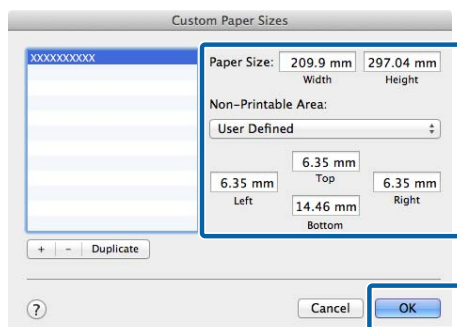 Custom Paper Sizes
XXXXXXXXXX
Paper Size: 209.9 mm 297.04 mm
Width Height
Non-Printable Area:
User Defined
6.35 mm
Top
6.35 mm 6.35 mm
Left Right
14.46 mm
Bottom
+ - Duplicate
? Cancel OK